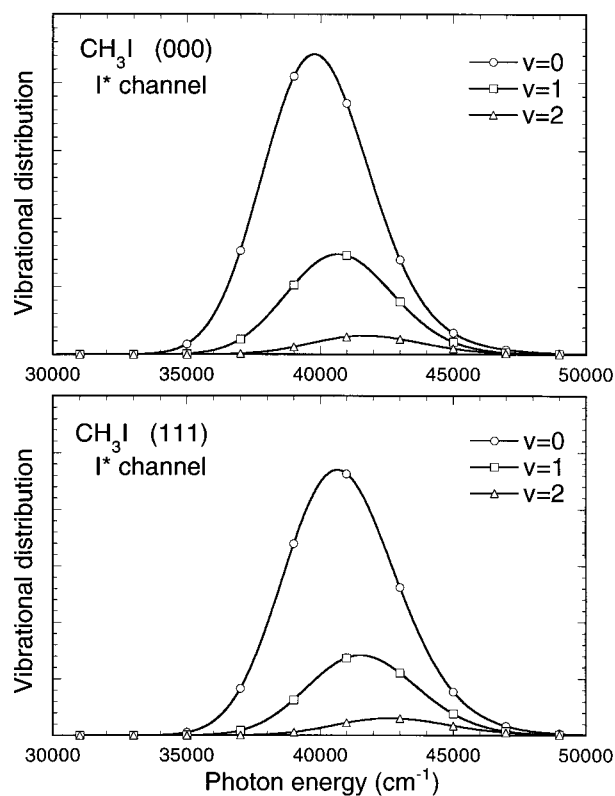 CH₃I (000)
I* channel
v=0
v=1
v=2
Vibrational distribution
30000 35000 40000 45000 50000
CH₃I (111)
I* channel
v=0
v=1
v=2
Vibrational distribution
30000 35000 40000 45000 50000
Photon energy (cm⁻¹)